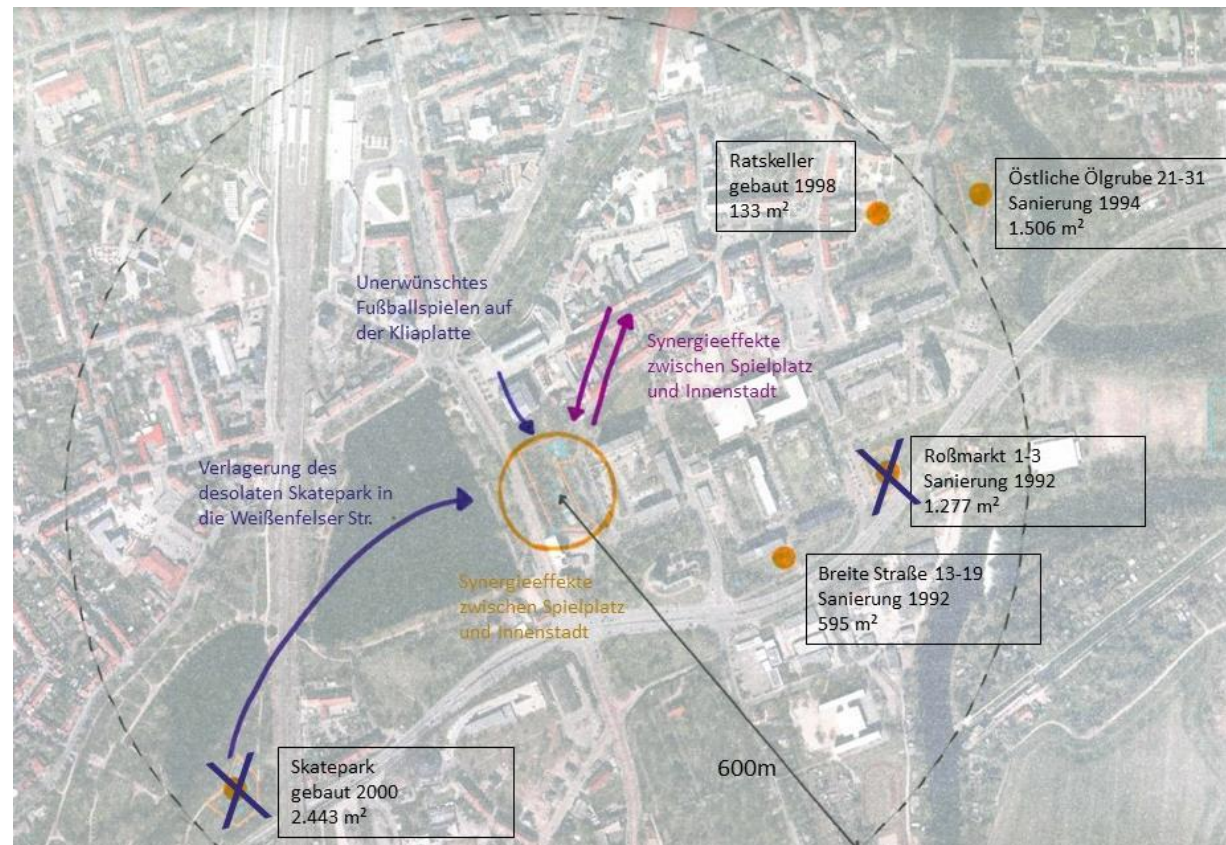 Ratskeller
gebaut 1998
133 m²
Östliche Ölgrube 21-31
Sanierung 1994
1.506 m²
Unerwünschtes
Fußballspielen auf
der Kliaplatte
Synergieeffekte
zwischen Spielplatz
und Innenstadt
Verlagerung des
desolaten Skatepark in
die Weißenfelser Str.
Roßmarkt 1-3
Sanierung 1992
1.277 m²
Synergieeffekte
zwischen Spielplatz
und Innenstadt
Breite Straße 13-19
Sanierung 1992
595 m²
600m
Skatepark
gebaut 2000
2.443 m²